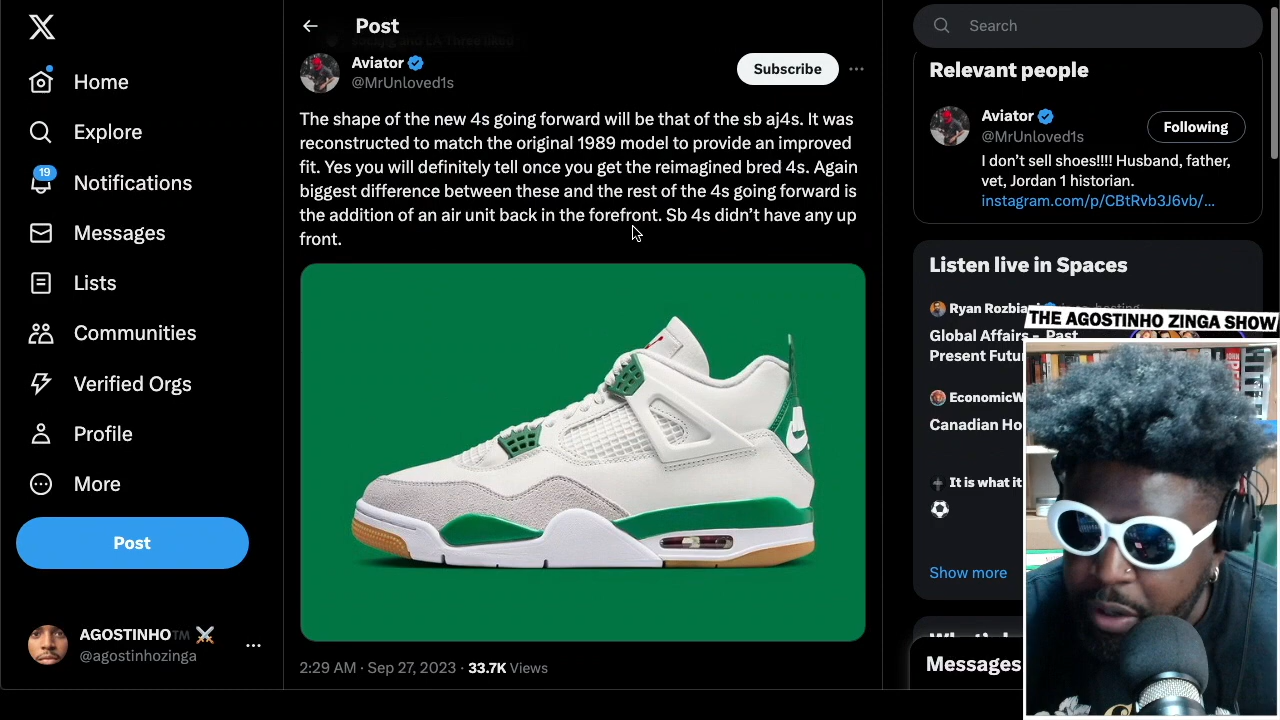 Home
Explore
19
Notifications
Messages
Lists
Communities
Verified Orgs
Profile
More
Post
AGOSTINHO™ ⚔️
@agostinhozinga
Post
Aviator
@MrUnloved1s
Subscribe
The shape of the new 4s going forward will be that of the sb aj4s. It was
reconstructed to match the original 1989 model to provide an improved
fit. Yes you will definitely tell once you get the reimagined bred 4s. Again
biggest difference between these and the rest of the 4s going forward is
the addition of an air unit back in the forefront. Sb 4s didn’t have any up
front.
2:29 AM · Sep 27, 2023 · 33.7K Views
Search
Relevant people
Aviator
@MrUnloved1s
Following
I don’t sell shoes!!!! Husband, father,
vet, Jordan 1 historian.
instagram.com/p/CBtRvb3J6vb/...
Listen live in Spaces
Ryan
Global Affairs - Past
Present
Canadian
It is what it
Show more
Messages
THE AGOSTINHO ZINGA SHOW